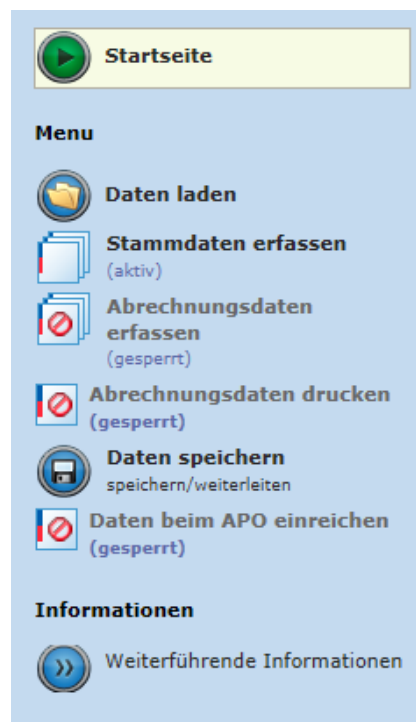 Startseite
Menu
Daten laden
Stammdaten erfassen
(aktiv)
Abrechnungsdaten
erfassen
(gesperrt)
Abrechnungsdaten drucken
(gesperrt)
Daten speichern
speichern/weiterleiten
Daten beim APO einreichen
(gesperrt)
Informationen
Weiterführende Informationen